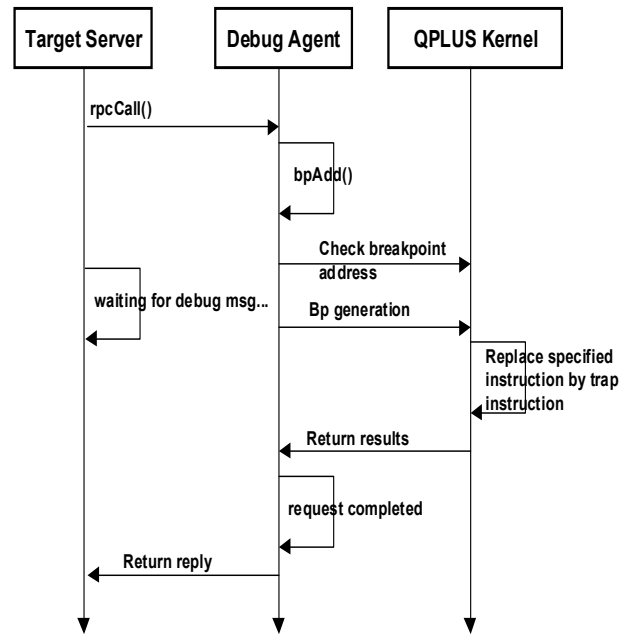 Target Server
Debug Agent
QPLUS Kernel
rpcCall()
bpAdd()
Check breakpoint
address
waiting for debug msg...
Bp generation
Replace specified
instruction by trap
instruction
Return results
request completed
Return reply